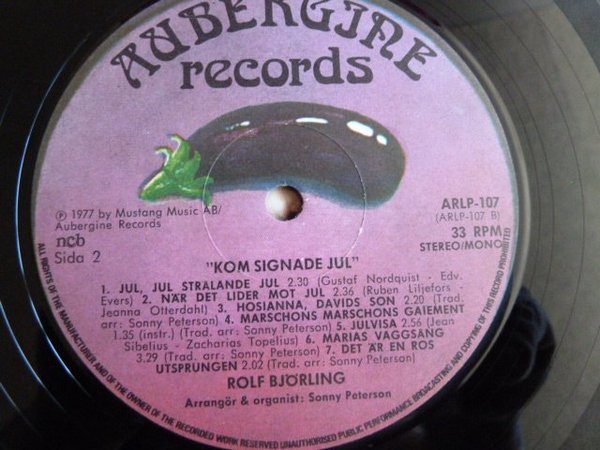 AUBERGINE
records
ARLP-107
(ARLP-107 B)
℗ 1977 by Mustang Music AB/
Aubergine Records
33 RPM
STEREO/MONO
ncb
Sida 2
"KOM SIGNADE JUL"
1. JUL, JUL STRALANDE JUL 2.30 (Gustaf Nordquist - Edv.
Evers) 2. NÄR DET LIDER MOT JUL 2.36 (Ruben Liljefors -
Jeanna Otterdahl) 3. HOSIANNA, DAVIDS SON 2.20 (Trad.
arr: Sonny Peterson) 4. MARSCHONS MARSCHONS GAIEMENT
1.35 (instr.) (Trad. arr: Sonny Peterson) 5. JULVISA 2.56 (Jean
Sibelius - Zacharias Topelius) 6. MARIAS VAGGSANG
3.29 (Trad. arr: Sonny Peterson) 7. DET ÄR EN ROS
UTSPRUNGEN 2.02 (Trad. arr: Sonny Peterson)
ROLF BJÖRLING
Arrangör & organist: Sonny Peterson
ALL RIGHTS OF THE MANUFACTURER AND OF THE OWNER OF THE RECORDED WORK RESERVED UNAUTHORISED PUBLIC PERFORMANCE BROADCASTING AND COPYING OF THIS RECORD PROHIBITED